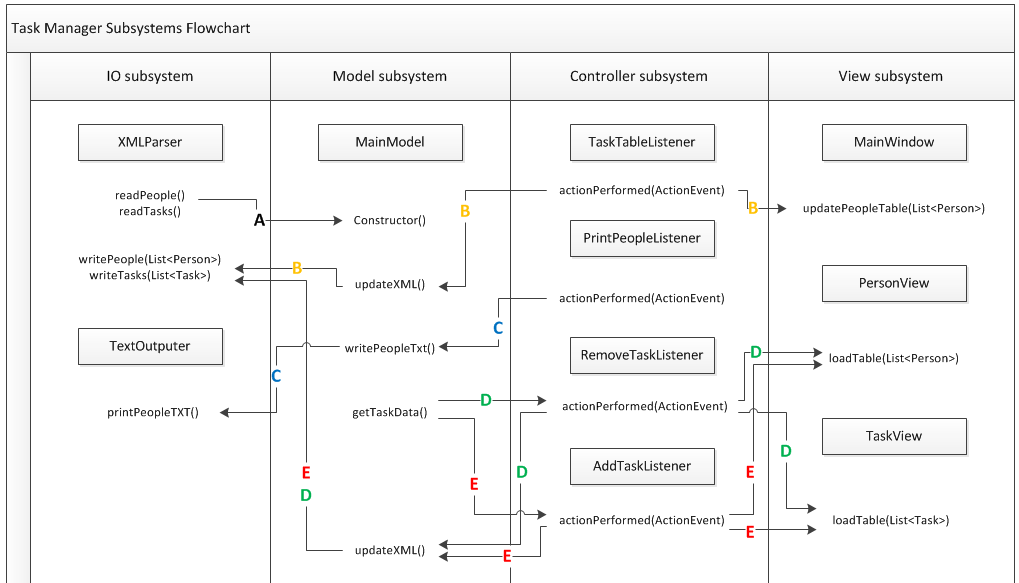 Task Manager Subsystems Flowchart
IO subsystem
Model subsystem
Controller subsystem
View subsystem
XMLParser
MainModel
TaskTableListener
MainWindow
readPeople()
readTasks()
A
Constructor()
B
actionPerformed(ActionEvent)
B
updatePeopleTable(List<Person>)
PrintPeopleListener
writePeople(List<Person>)
writeTasks(List<Task>)
B
updateXML()
actionPerformed(ActionEvent)
PersonView
TextOutputer
C
writePeopleTxt()
RemoveTaskListener
D
loadTable(List<Person>)
C
printPeopleTXT()
getTaskData()
D
actionPerformed(ActionEvent)
TaskView
D
AddTaskListener
E
D
E
D
E
actionPerformed(ActionEvent)
E
loadTable(List<Task>)
updateXML()
E